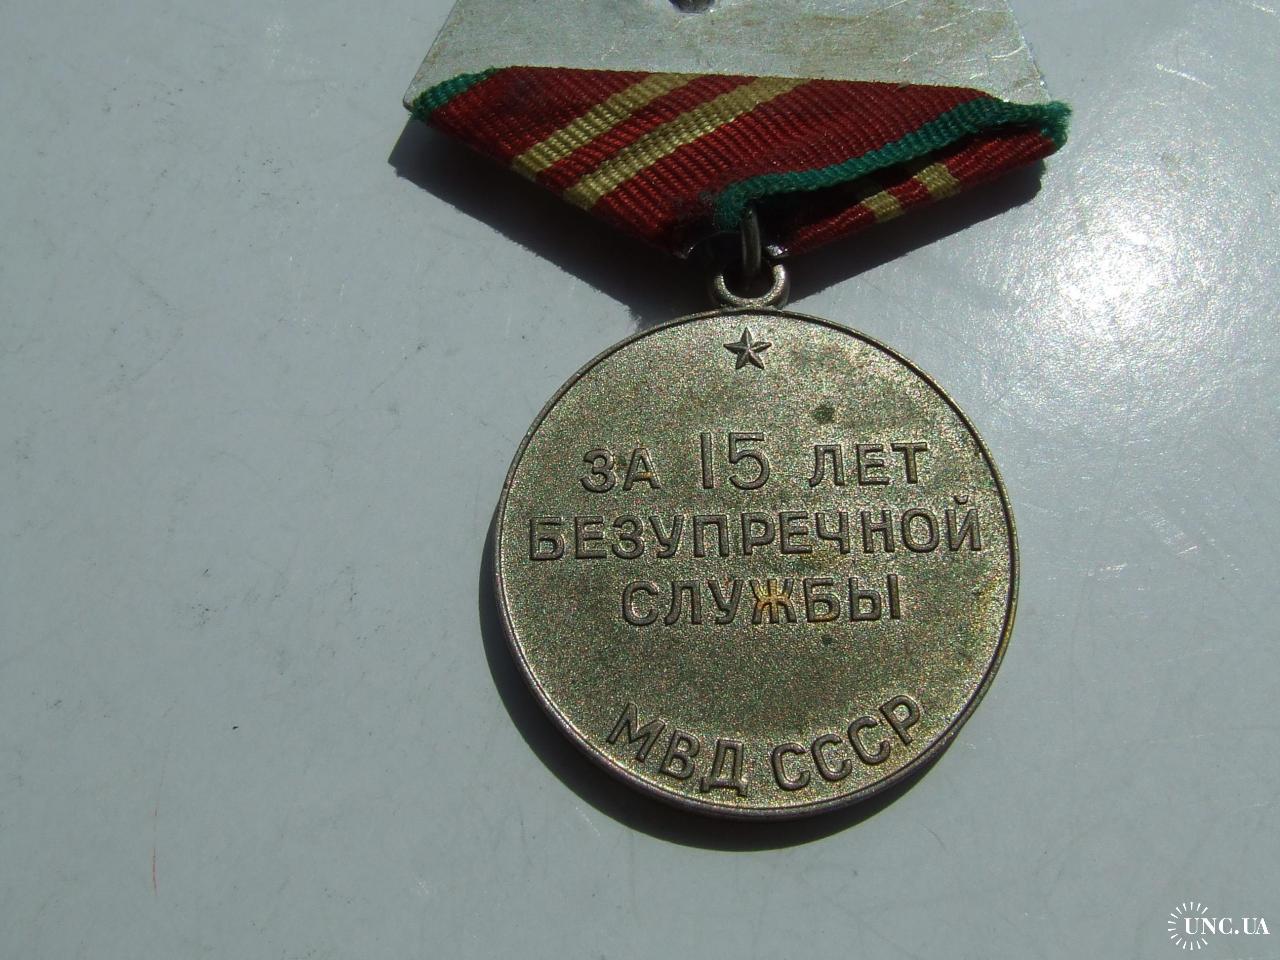 ЗА 15 ЛЕТ
БЕЗУПРЕЧНОЙ
СЛУЖБЫ
МВД СССР
UNC.UA